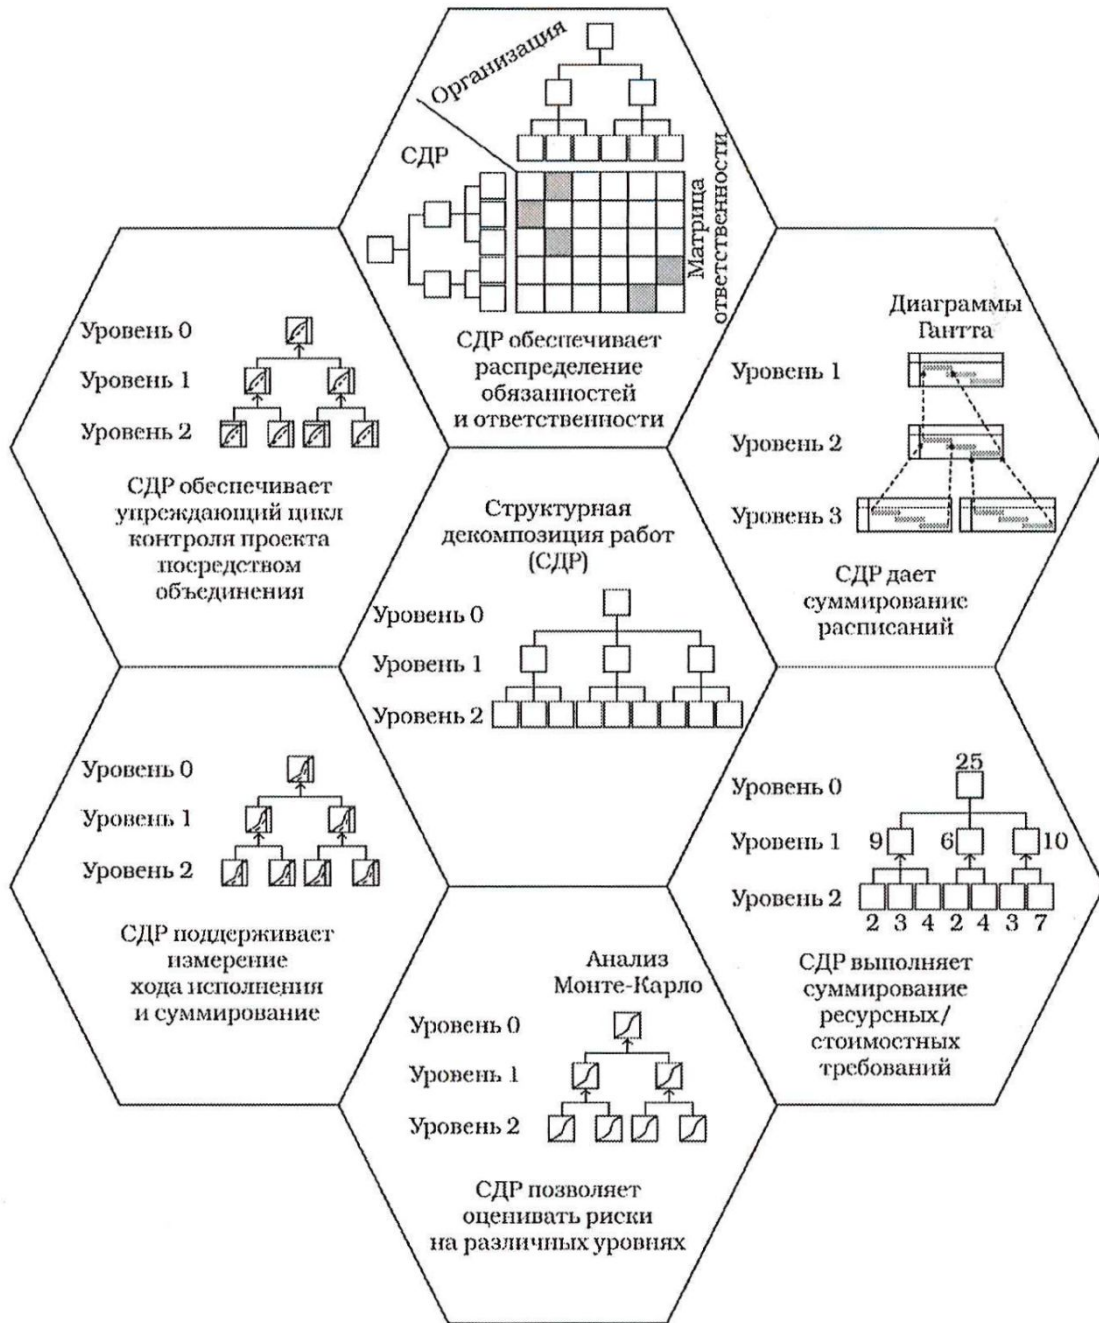 Организация
СДР
Матрица
ответственности
СДР обеспечивает
распределение
обязанностей
и ответственности
Уровень 0
Уровень 1
Уровень 2
СДР обеспечивает
упреждающий цикл
контроля проекта
посредством
объединения
Диаграммы
Гантта
Уровень 1
Уровень 2
Уровень 3
СДР дает
суммирование
расписаний
Структурная
декомпозиция работ
(СДР)
Уровень 0
Уровень 1
Уровень 2
Уровень 0
Уровень 1
Уровень 2
СДР поддерживает
измерение
хода исполнения
и суммирование
25
Уровень 0
Уровень 1 9 6 10
Уровень 2
2 3 4 2 4 3 7
СДР выполняет
суммирование
ресурсных/
стоимостных
требований
Анализ
Монте-Карло
Уровень 0
Уровень 1
Уровень 2
СДР позволяет
оценивать риски
на различных уровнях